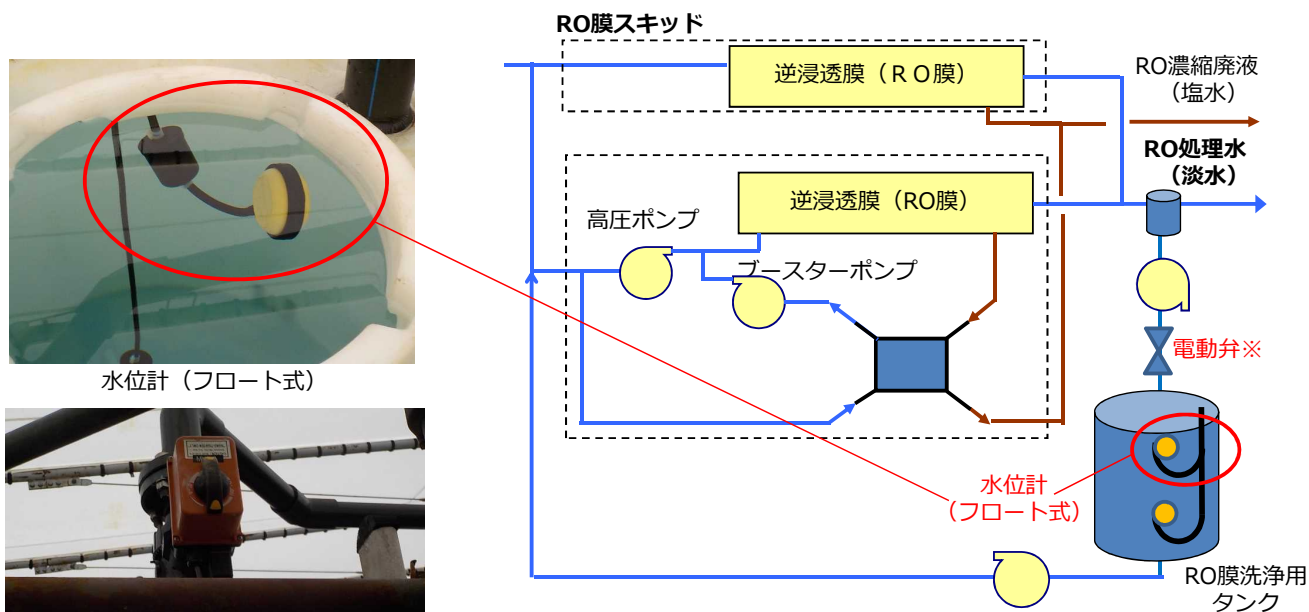 RO膜スキッド
逆浸透膜（ＲＯ膜）
RO濃縮廃液
（塩水）
RO処理水
（淡水）
逆浸透膜（RO膜）
高圧ポンプ
ブースターポンプ
電動弁※
水位計（フロート式）
水位計
（フロート式）
RO膜洗浄用
タンク